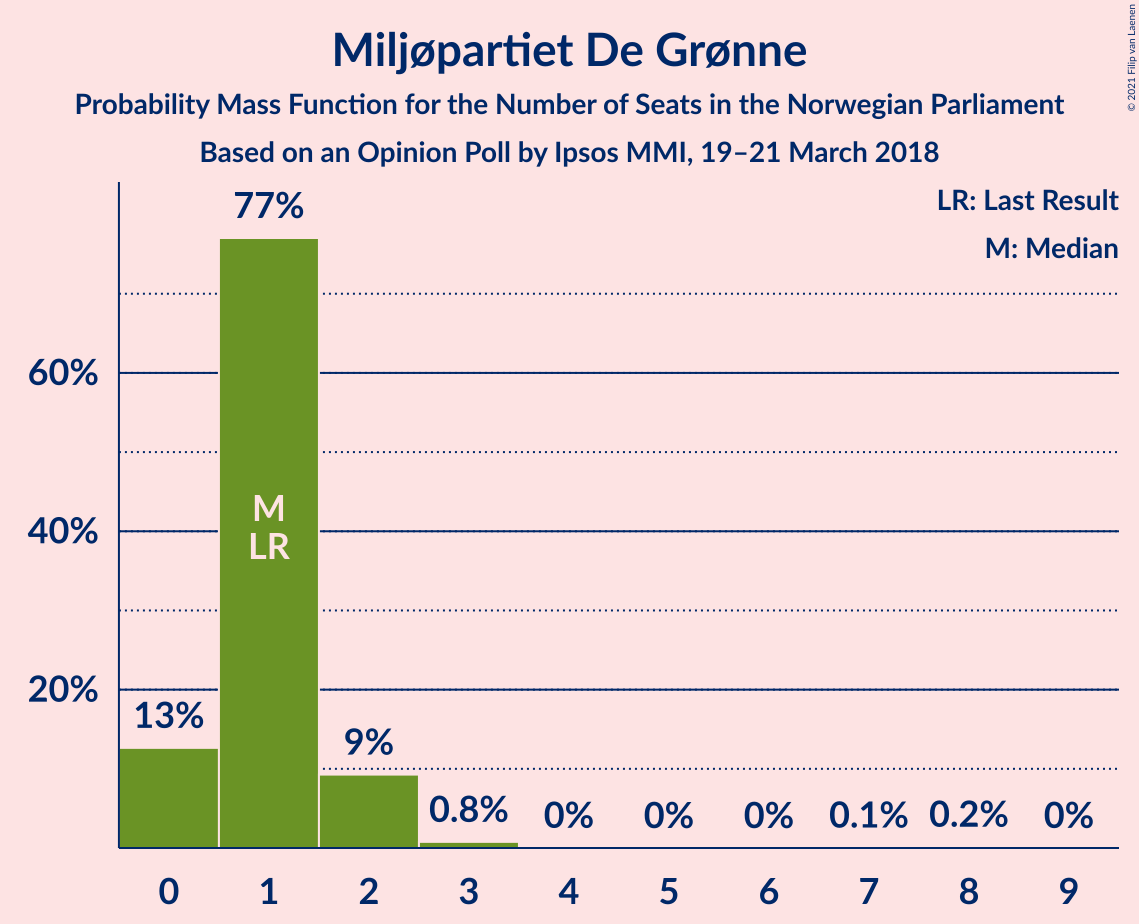 Miljøpartiet De Grønne
Probability Mass Function for the Number of Seats in the Norwegian Parliament
Based on an Opinion Poll by Ipsos MMI, 19–21 March 2018
© 2021 Filip van Laenen
LR: Last Result
M: Median
77%
60%
40%
20%
M
LR
13%
9%
0.8%
0%
0%
0%
0.1%
0.2%
0%
0 1 2 3 4 5 6 7 8 9